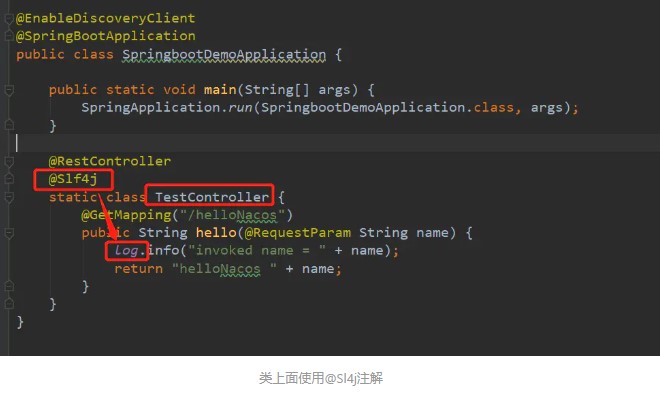 @EnableDiscoveryClient
@SpringBootApplication
public class SpringbootDemoApplication {
public static void main(String[] args) {
SpringApplication.run(SpringbootDemoApplication.class, args);
}
@RestController
@Slf4j
static class TestController {
@GetMapping("/helloNacos")
public String hello(@RequestParam String name) {
log.info("invoked name = " + name);
return "helloNacos " + name;
}
}
}
类上面使用@Sl4j注解